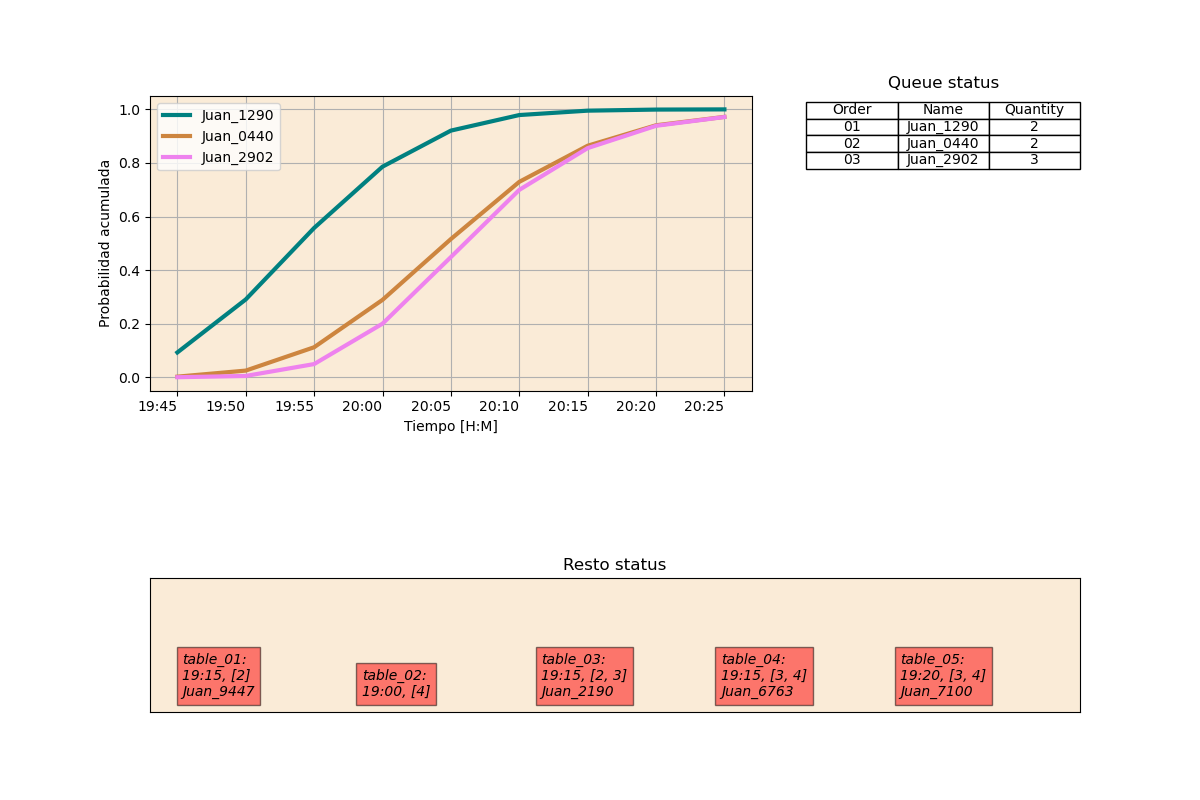 Queue status
Order Name Quantity
01 Juan_1290 2
02 Juan_0440 2
03 Juan_2902 3
Juan_1290
Juan_0440
Juan_2902
1.0
0.8
0.6
0.4
0.2
0.0
Probabilidad acumulada
19:45 19:50 19:55 20:00 20:05 20:10 20:15 20:20 20:25
Tiempo [H:M]
Resto status
table_01:
19:15, [2]
Juan_9447
table_02:
19:00, [4]
table_03:
19:15, [2, 3]
Juan_2190
table_04:
19:15, [3, 4]
Juan_6763
table_05:
19:20, [3, 4]
Juan_7100